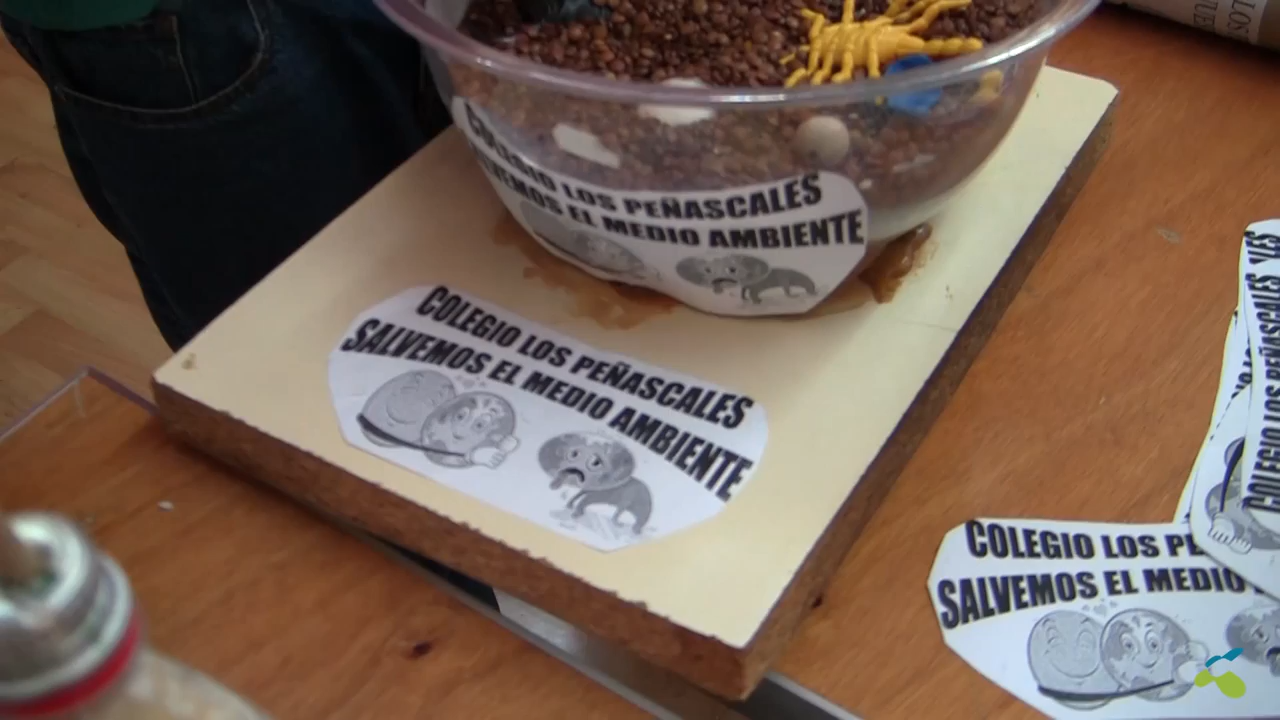 LOS
COLEGIO LOS PEÑASCALES
SALVEMOS EL MEDIO AMBIENTE
COLEGIO LOS PEÑASCALES
SALVEMOS EL MEDIO AMBIENTE
COLEGIO LOS PE
SALVEMOS EL MEDIO
COLEGIO LOS PEÑASCALES